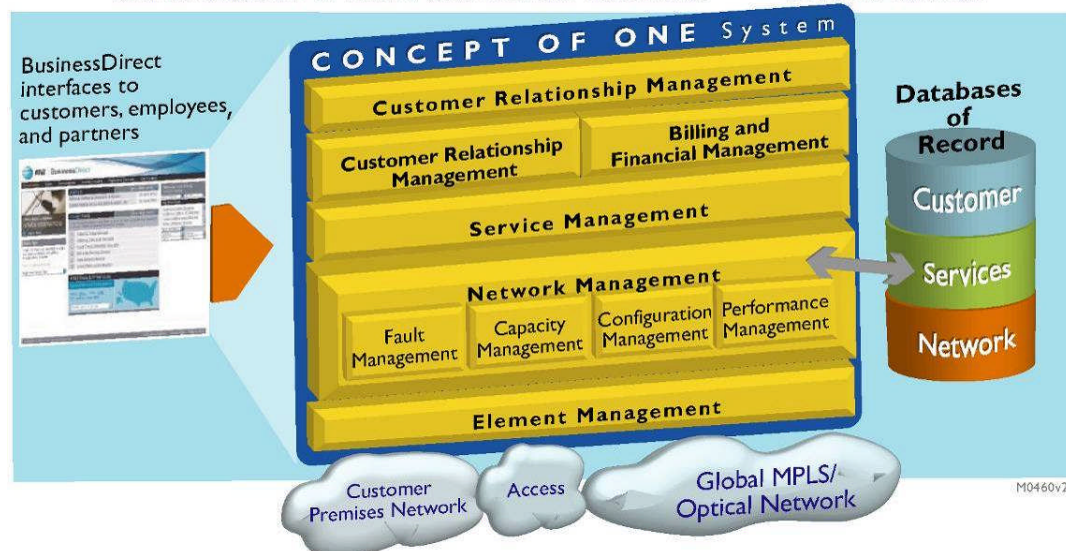 CONCEPT OF ONE System
BusinessDirect
interfaces to
customers, employees,
and partners
BusinessDirect
Customer Relationship Management
Customer Relationship
Management
Billing and
Financial Management
Service Management
Network Management
Fault
Management
Capacity
Management
Configuration
Management
Performance
Management
Element Management
Databases
of
Record
Customer
Services
Network
Customer
Premises Network
Access
Global MPLS/
Optical Network